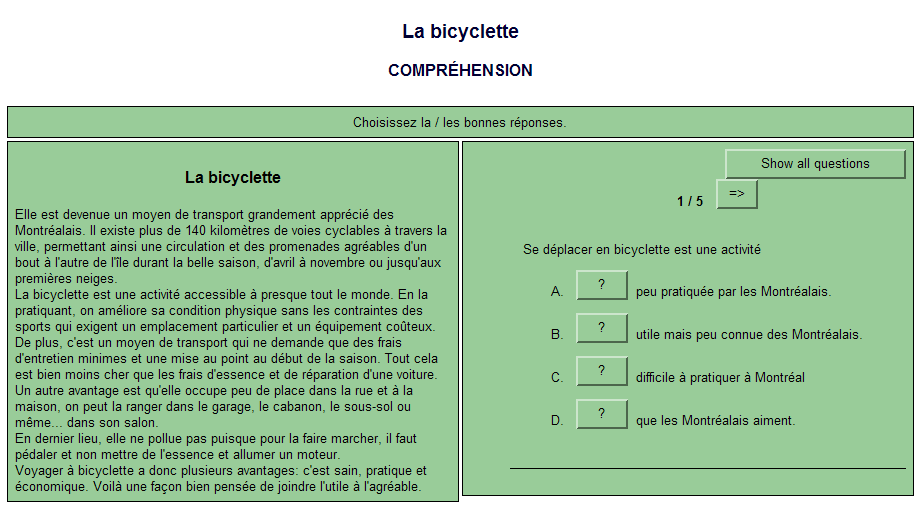 La bicyclette
COMPRÉHENSION
Choisissez la / les bonnes réponses.
La bicyclette
Elle est devenue un moyen de transport grandement apprécié des
Montréalais. Il existe plus de 140 kilomètres de voies cyclables à travers la
ville, permettant ainsi une circulation et des promenades agréables d'un
bout à l'autre de l'île durant la belle saison, d'avril à novembre ou jusqu'aux
premières neiges.
La bicyclette est une activité accessible à presque tout le monde. En la
pratiquant, on améliore sa condition physique sans les contraintes des
sports qui exigent un emplacement particulier et un équipement coûteux.
De plus, c'est un moyen de transport qui ne demande que des frais
d'entretien minimes et une mise au point au début de la saison. Tout cela
est bien moins cher que les frais d'essence et de réparation d'une voiture.
Un autre avantage est qu'elle occupe peu de place dans la rue et à la
maison, on peut la ranger dans le garage, le cabanon, le sous-sol ou
même... dans son salon.
En dernier lieu, elle ne pollue pas puisque pour la faire marcher, il faut
pédaler et non mettre de l'essence et allumer un moteur.
Voyager à bicyclette a donc plusieurs avantages: c'est sain, pratique et
économique. Voilà une façon bien pensée de joindre l'utile à l'agréable.
Show all questions
1 / 5 =>
Se déplacer en bicyclette est une activité
A. ? peu pratiquée par les Montréalais.
B. ? utile mais peu connue des Montréalais.
C. ? difficile à pratiquer à Montréal
D. ? que les Montréalais aiment.